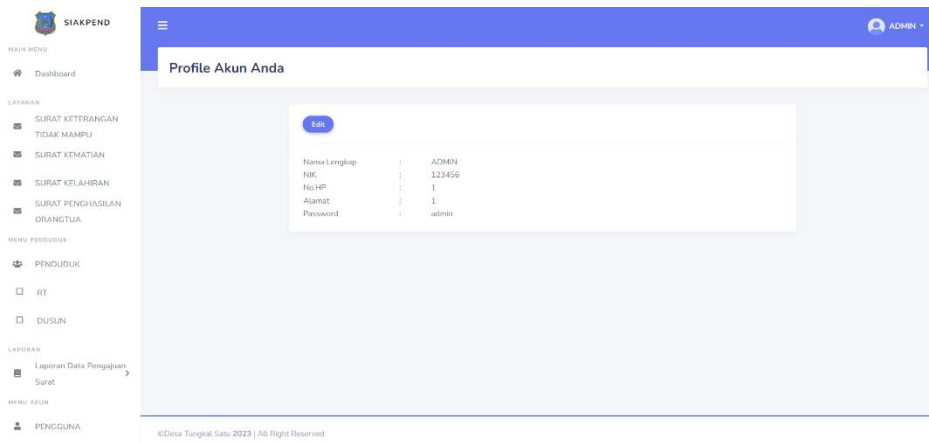 SIAKPEND
MAIN MENU
Dashboard
LAYANAN
SURAT KETERANGAN
TIDAK MAMPU
SURAT KEMATIAN
SURAT KELAHIRAN
SURAT PENGHASILAN
ORANGTUA
MENU PENDUDUK
PENDUDUK
RT
DUSUN
LAPORAN
Laporan Data Pengajuan
Surat
MENU AKUN
PENGGUNA
ADMIN
Profile Akun Anda
Edit
Nama Lengkap : ADMIN
NIK : 123456
No.HP : 1
Alamat : 1
Password : admin
©Desa Tungkal Satu 2023 | All Right Reserved